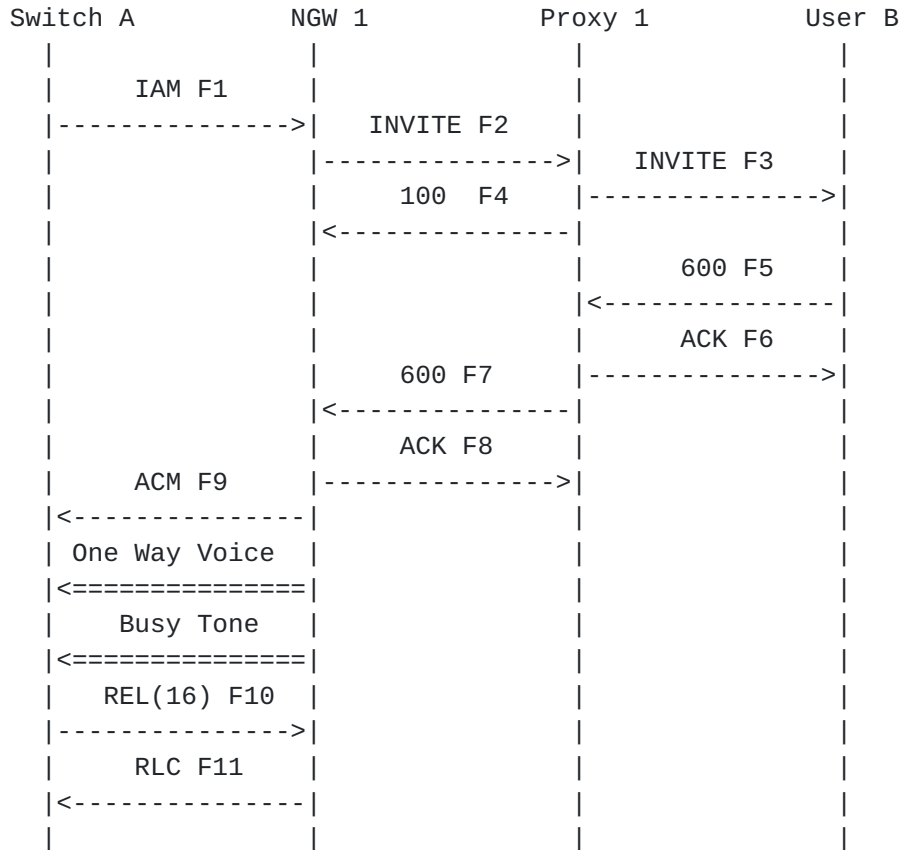 Switch A NGW 1 Proxy 1 User B
IAM F1
INVITE F2
INVITE F3
100 F4
600 F5
ACK F6
600 F7
ACK F8
ACM F9
One Way Voice
Busy Tone
REL(16) F10
RLC F11